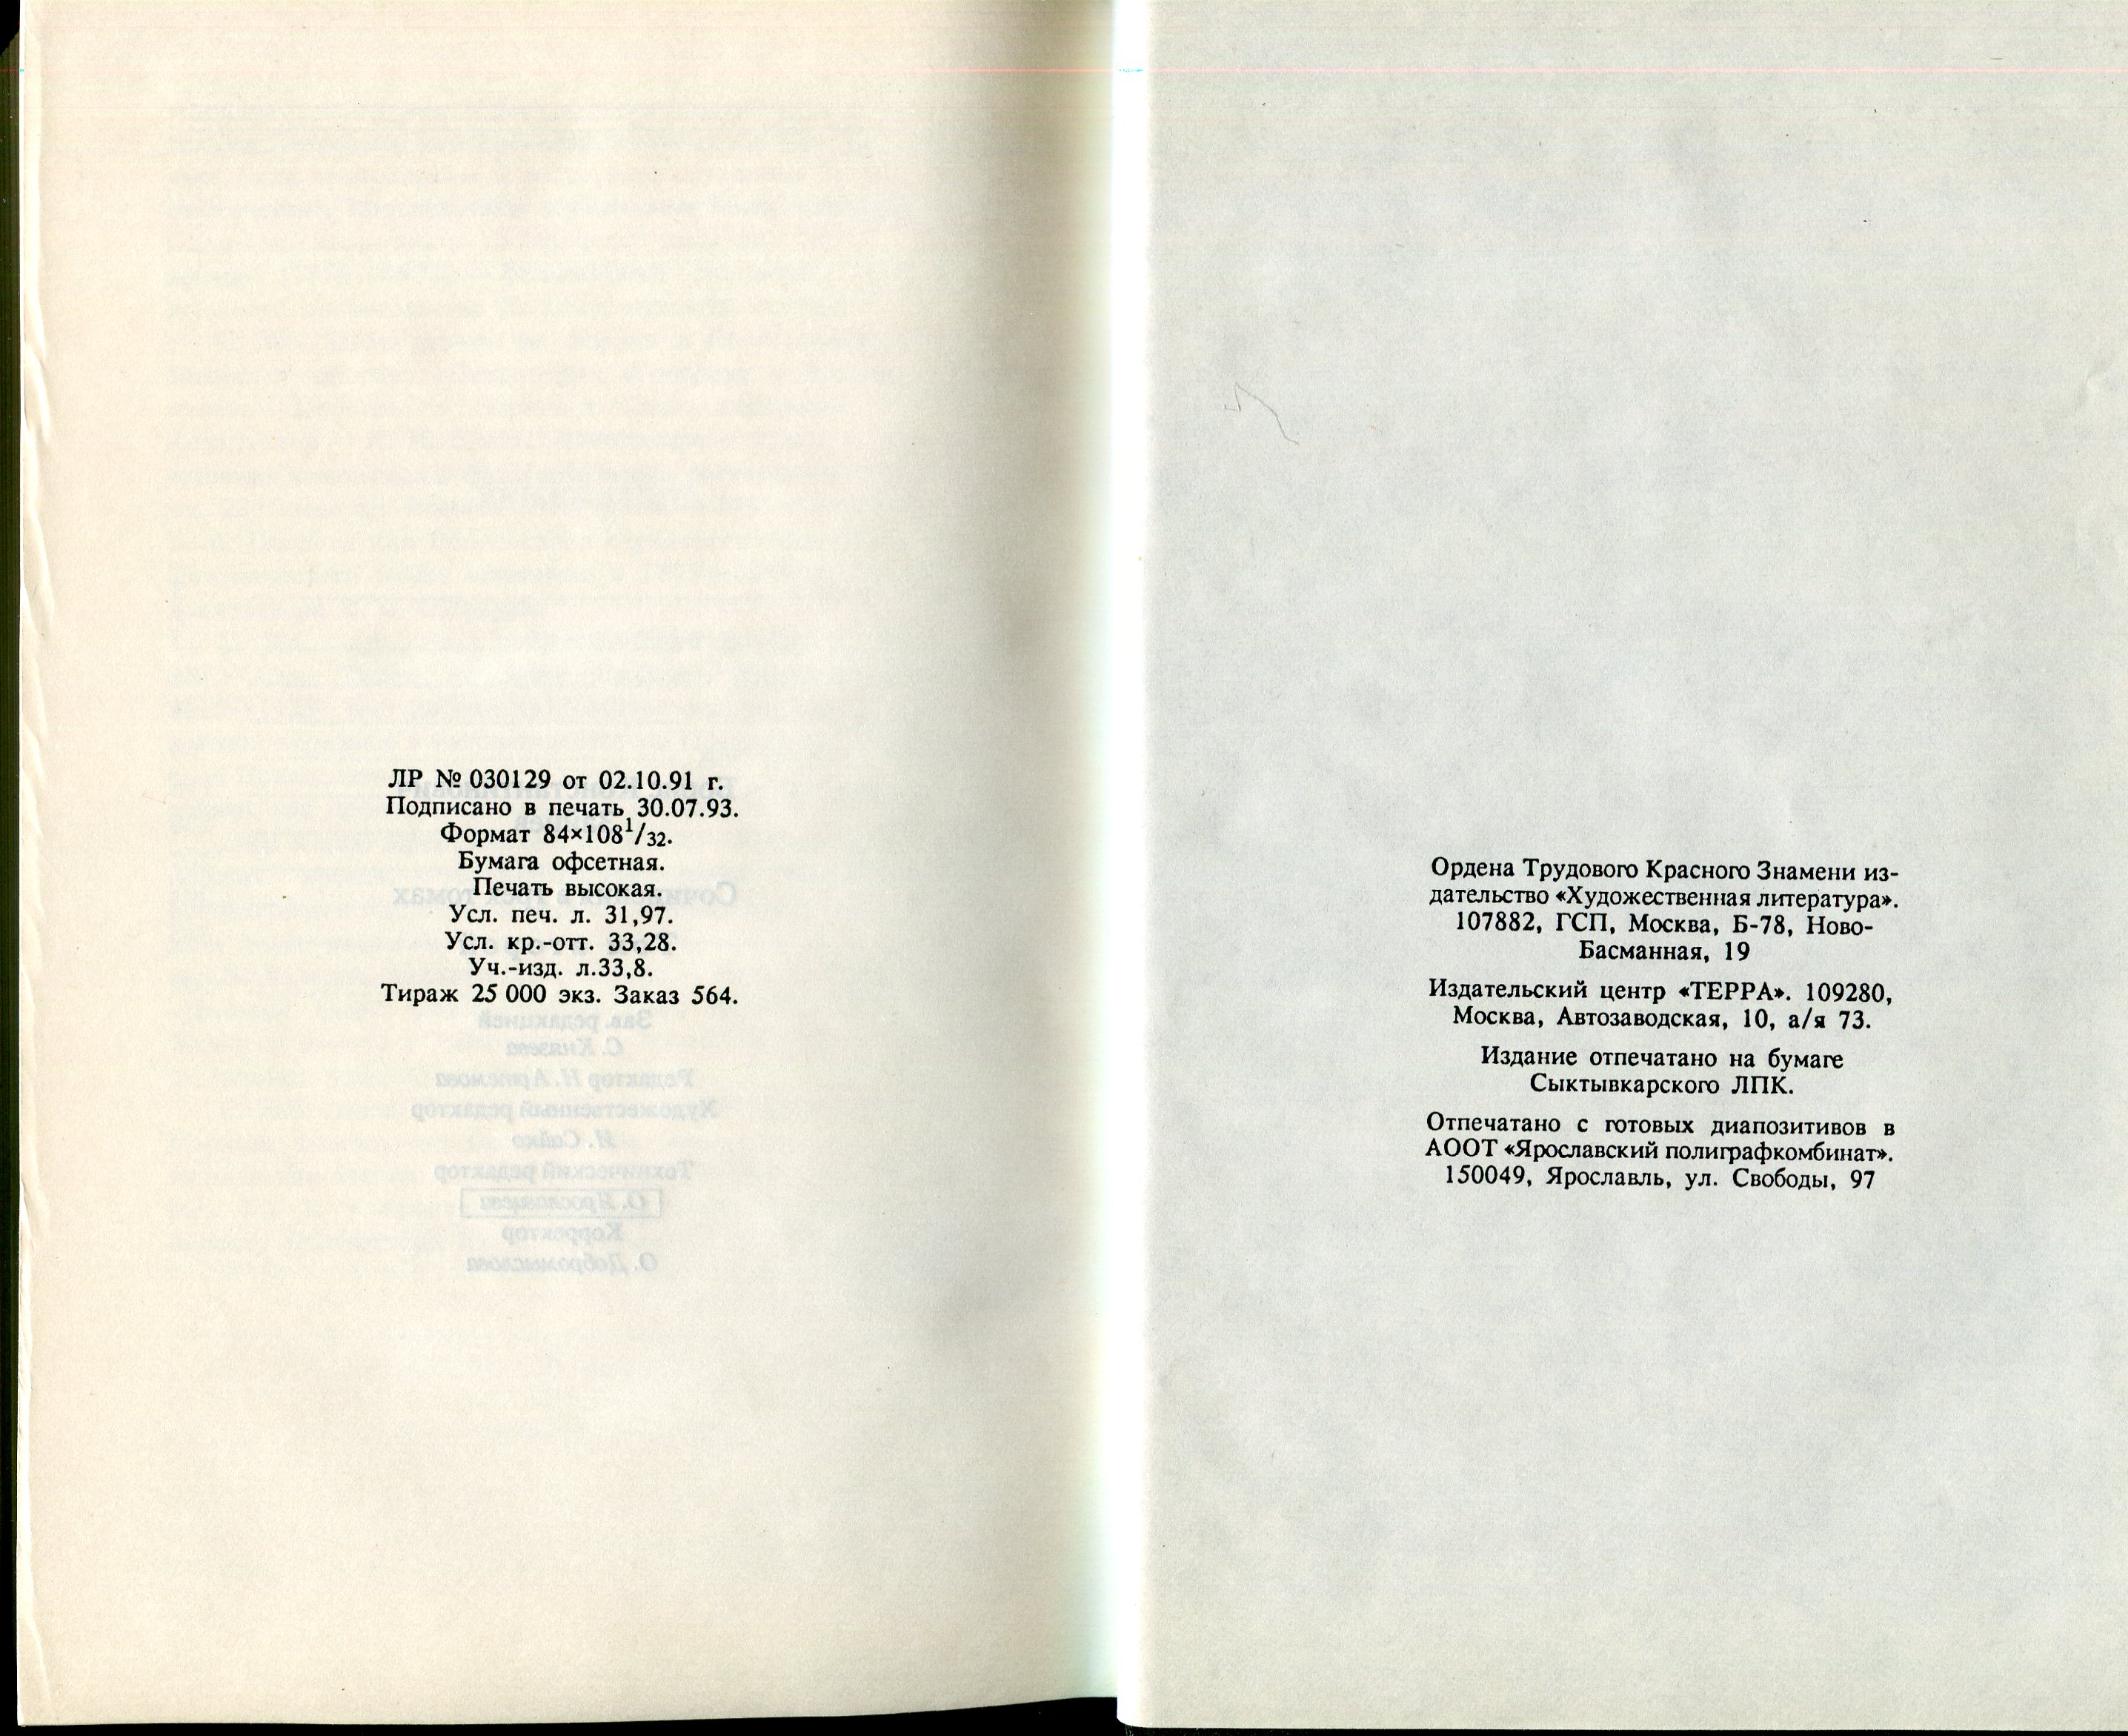 ЛР № 030129 от 02.10.91 г.
Подписано в печать 30.07.93.
Формат 84×108 1/32.
Бумага офсетная.
Печать высокая.
Усл. печ. л. 31,97.
Усл. кр.-отт. 33,28.
Уч.-изд. л.33,8.
Тираж 25 000 экз. Заказ 564.
Ордена Трудового Красного Знамени из-
дательство «Художественная литература».
107882, ГСП, Москва, Б-78, Ново-
Басманная, 19
Издательский центр «ТЕРРА». 109280,
Москва, Автозаводская, 10, а/я 73.
Издание отпечатано на бумаге
Сыктывкарского ЛПК.
Отпечатано с готовых диапозитивов в
АООТ «Ярославский полиграфкомбинат».
150049, Ярославль, ул. Свободы, 97